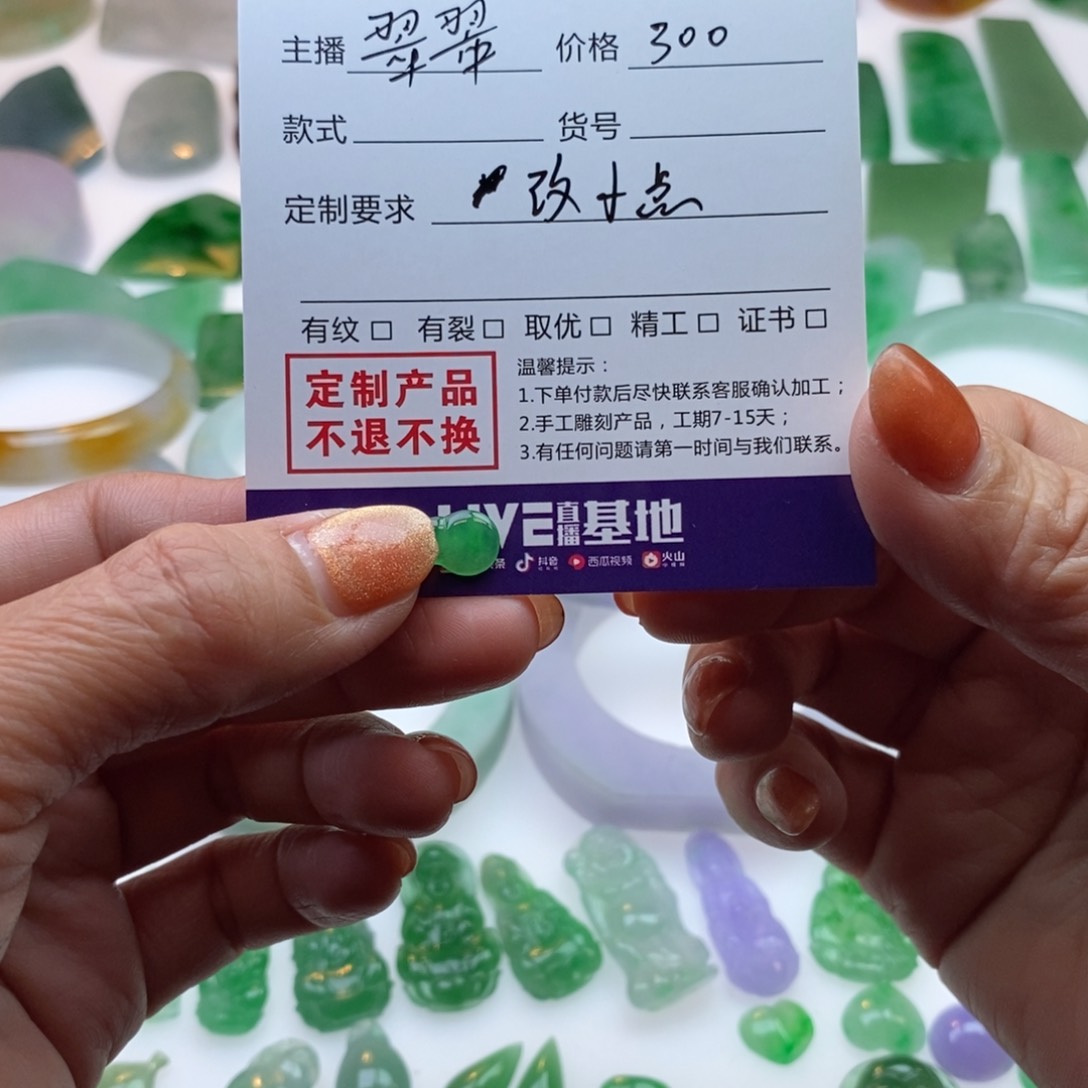 主播 翠翠 价格 300
款式 货号
定制要求 改十点
有纹 有裂 取优 精工 证书
定制产品
不退不换
温馨提示：
1.下单付款后尽快联系客服确认加工；
2.手工雕刻产品，工期7-15天；
3.有任何问题请第一时间与我们联系。
直播基地
条 抖音 西瓜视频 火山